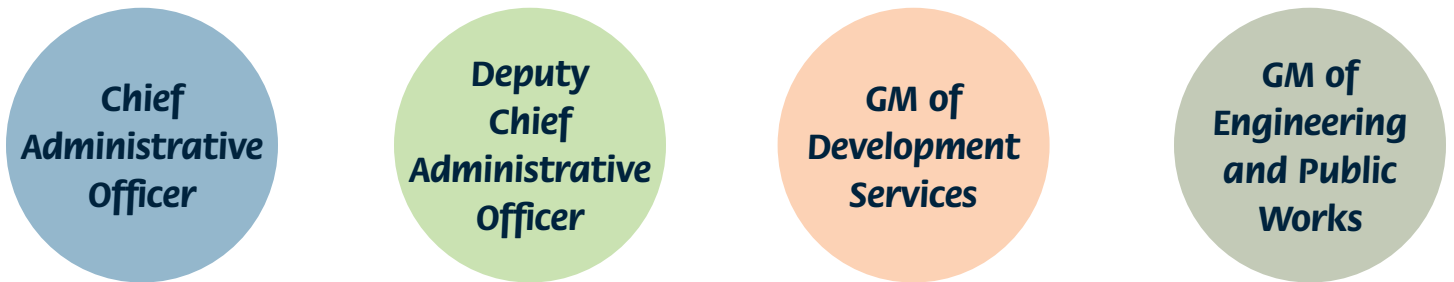 Chief
Administrative
Officer
Deputy
Chief
Administrative
Officer
GM of
Development
Services
GM of
Engineering
and Public
Works